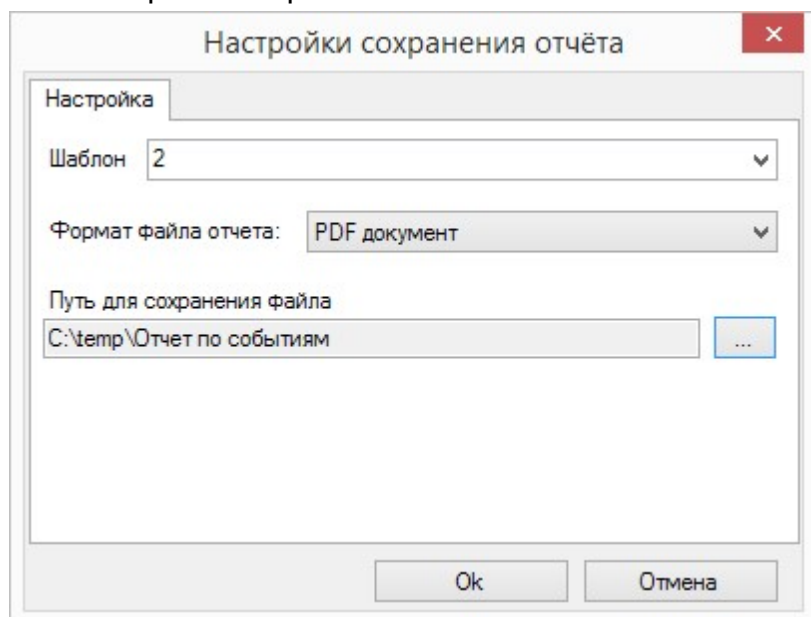 Настройки сохранения отчёта
Настройка
Шаблон 2
Формат файла отчета: PDF документ
Путь для сохранения файла
C:\temp\Отчет по событиям ...
Ok Отмена